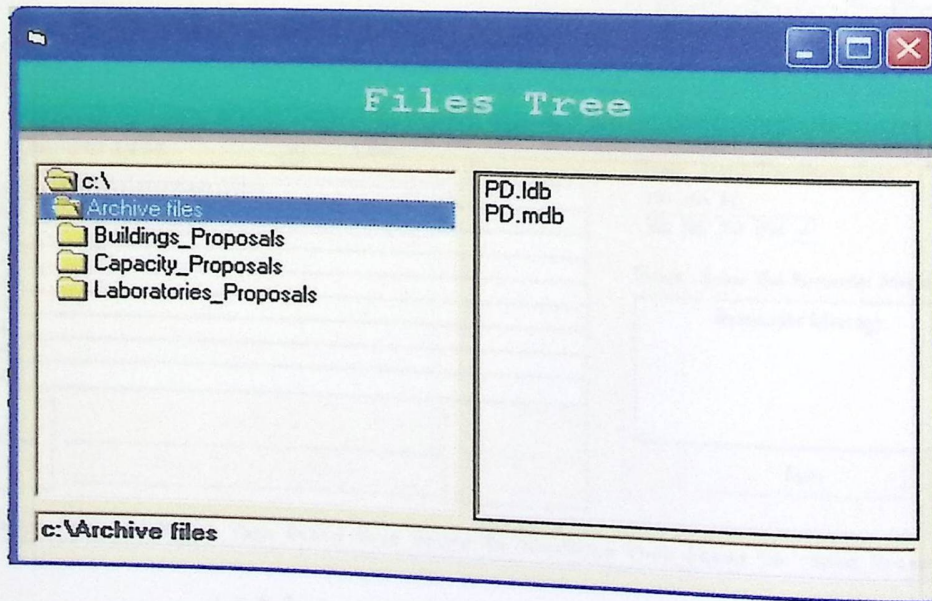 Files Tree
c:\
Archive files
Buildings_Proposals
Capacity_Proposals
Laboratories_Proposals
PD.ldb
PD.mdb
c:\Archive files